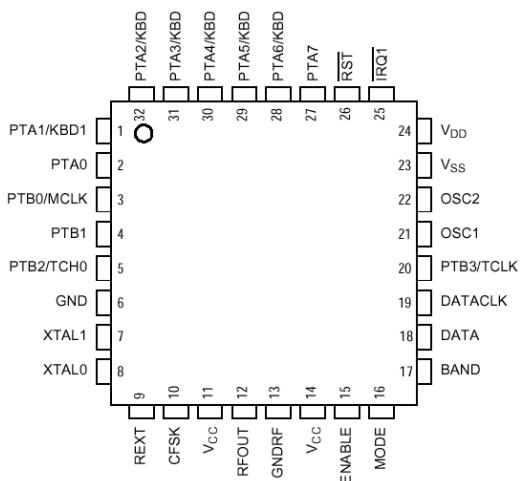 PTA2/KBD
PTA3/KBD
PTA4/KBD
PTA5/KBD
PTA6/KBD
PTA7
RST
IRQ1
32
31
30
29
28
27
26
25
PTA1/KBD1 1
PTA0 2
PTB0/MCLK 3
PTB1 4
PTB2/TCH0 5
GND 6
XTAL1 7
XTAL0 8
24 VDD
23 VSS
22 OSC2
21 OSC1
20 PTB3/TCLK
19 DATACLK
18 DATA
17 BAND
9
10
11
12
13
14
15
16
REXT
CFSK
VCC
RFOUT
GNDRF
VCC
ENABLE
MODE